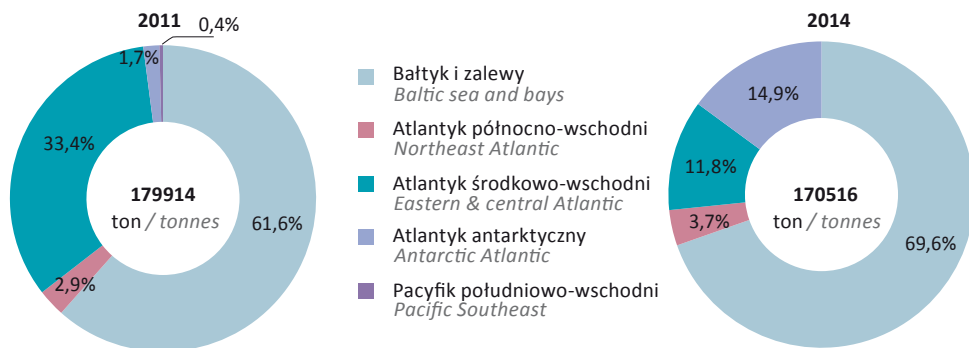 2011
0,4%
1,7%
33,4%
179914
ton / tonnes
61,6%
2,9%
Bałtyk i zalewy
Baltic sea and bays
Atlantyk północno-wschodni
Northeast Atlantic
Atlantyk środkowo-wschodni
Eastern & central Atlantic
Atlantyk antarktyczny
Antarctic Atlantic
Pacyfik południowo-wschodni
Pacific Southeast
2014
14,9%
11,8%
170516
ton / tonnes
3,7%
69,6%